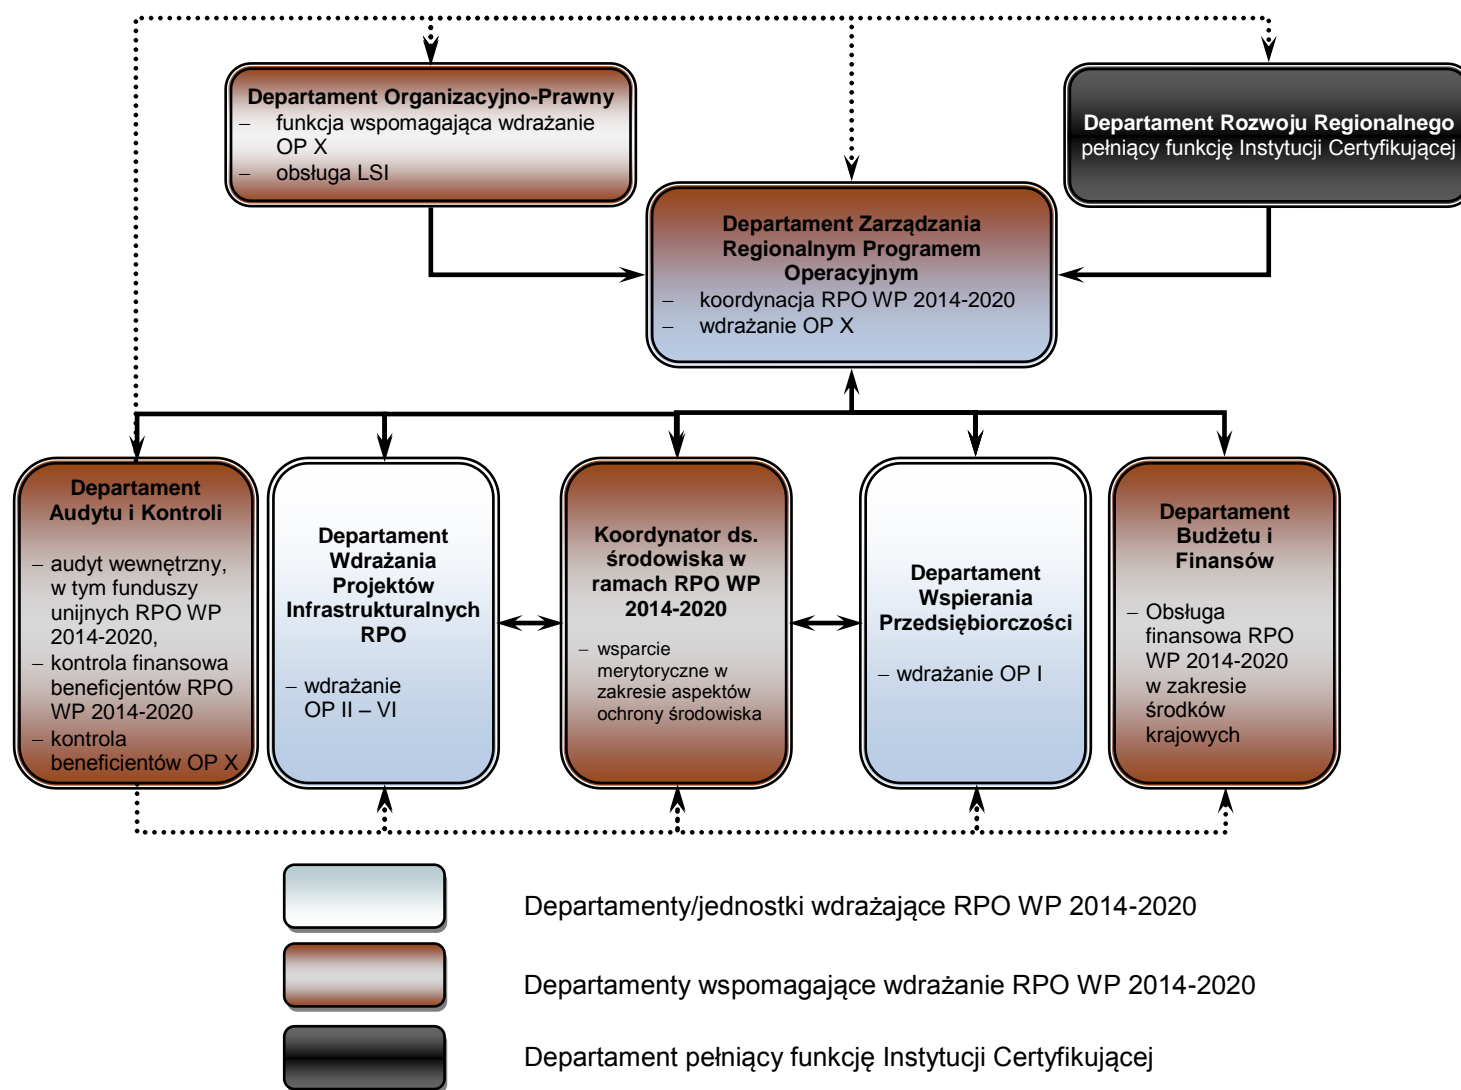 Departament Organizacyjno-Prawny
– funkcja wspomagająca wdrażanie
OP X
– obsługa LSI
Departament Rozwoju Regionalnego
pełniący funkcję Instytucji Certyfikującej
Departament Zarządzania
Regionalnym Programem
Operacyjnym
– koordynacja RPO WP 2014-2020
– wdrażanie OP X
Departament
Audytu i Kontroli
– audyt wewnętrzny,
w tym funduszy
unijnych RPO WP
2014-2020,
– kontrola finansowa
beneficjentów RPO
WP 2014-2020
– kontrola
beneficientów OP X
Departament
Wdrażania
Projektów
Infrastrukturalnych
RPO
– wdrażanie
OP II – VI
Koordynator ds.
środowiska w
ramach RPO WP
2014-2020
– wsparcie
merytoryczne w
zakresie aspektów
ochrony środowiska
Departament
Wspierania
Przedsiębiorczości
– wdrażanie OP I
Departament
Budżetu i
Finansów
– Obsługa
finansowa RPO
WP 2014-2020
w zakresie
środków
krajowych
Departamenty/jednostki wdrażające RPO WP 2014-2020
Departamenty wspomagające wdrażanie RPO WP 2014-2020
Departament pełniący funkcję Instytucji Certyfikującej